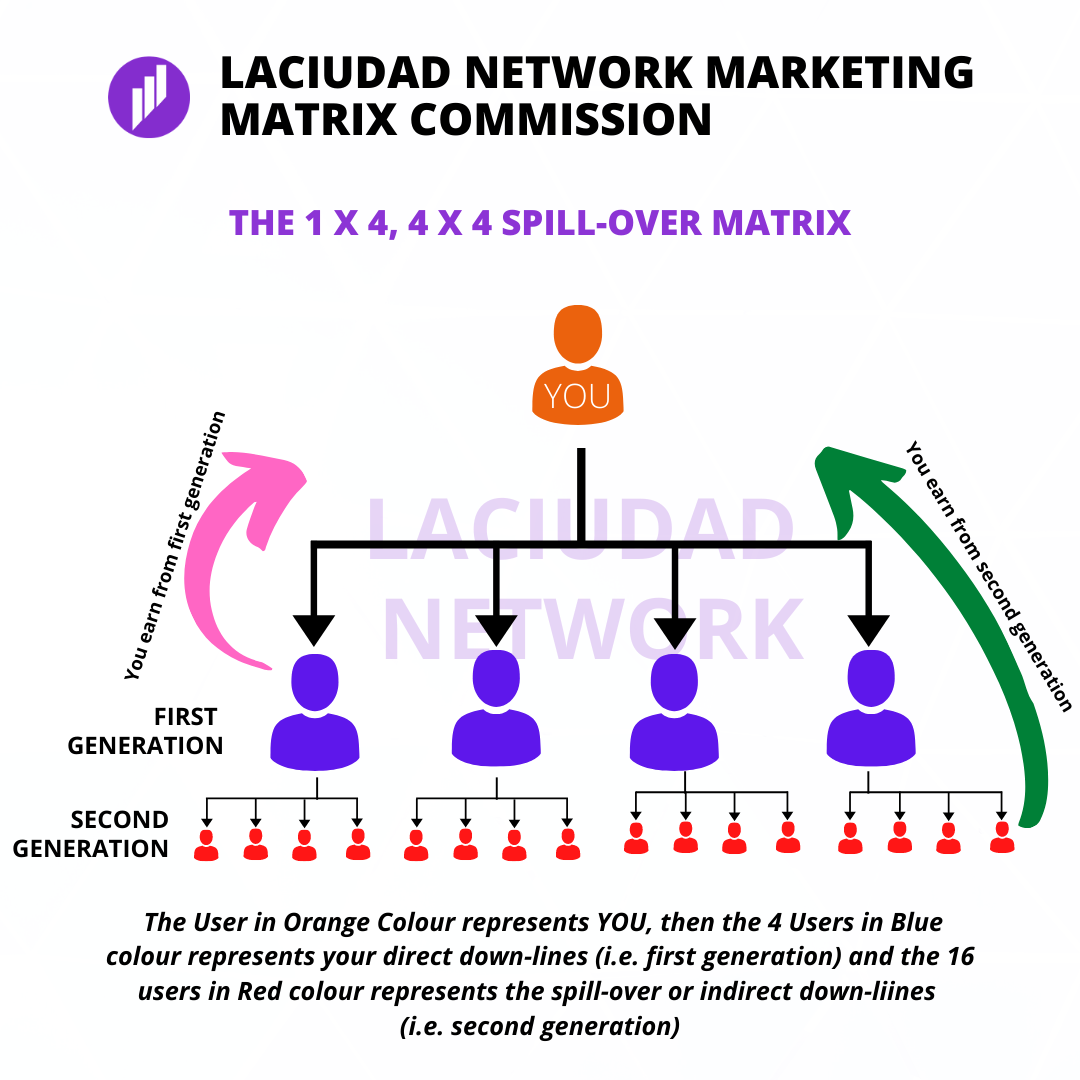 LACIUDAD NETWORK MARKETING
MATRIX COMMISSION
THE 1 X 4, 4 X 4 SPILL-OVER MATRIX
YOU
You earn from first generation
You earn from second generation
LACIUDAD
NETWORK
FIRST
GENERATION
SECOND
GENERATION
The User in Orange Colour represents YOU, then the 4 Users in Blue
colour represents your direct down-lines (i.e. first generation) and the 16
users in Red colour represents the spill-over or indirect down-liines
(i.e. second generation)